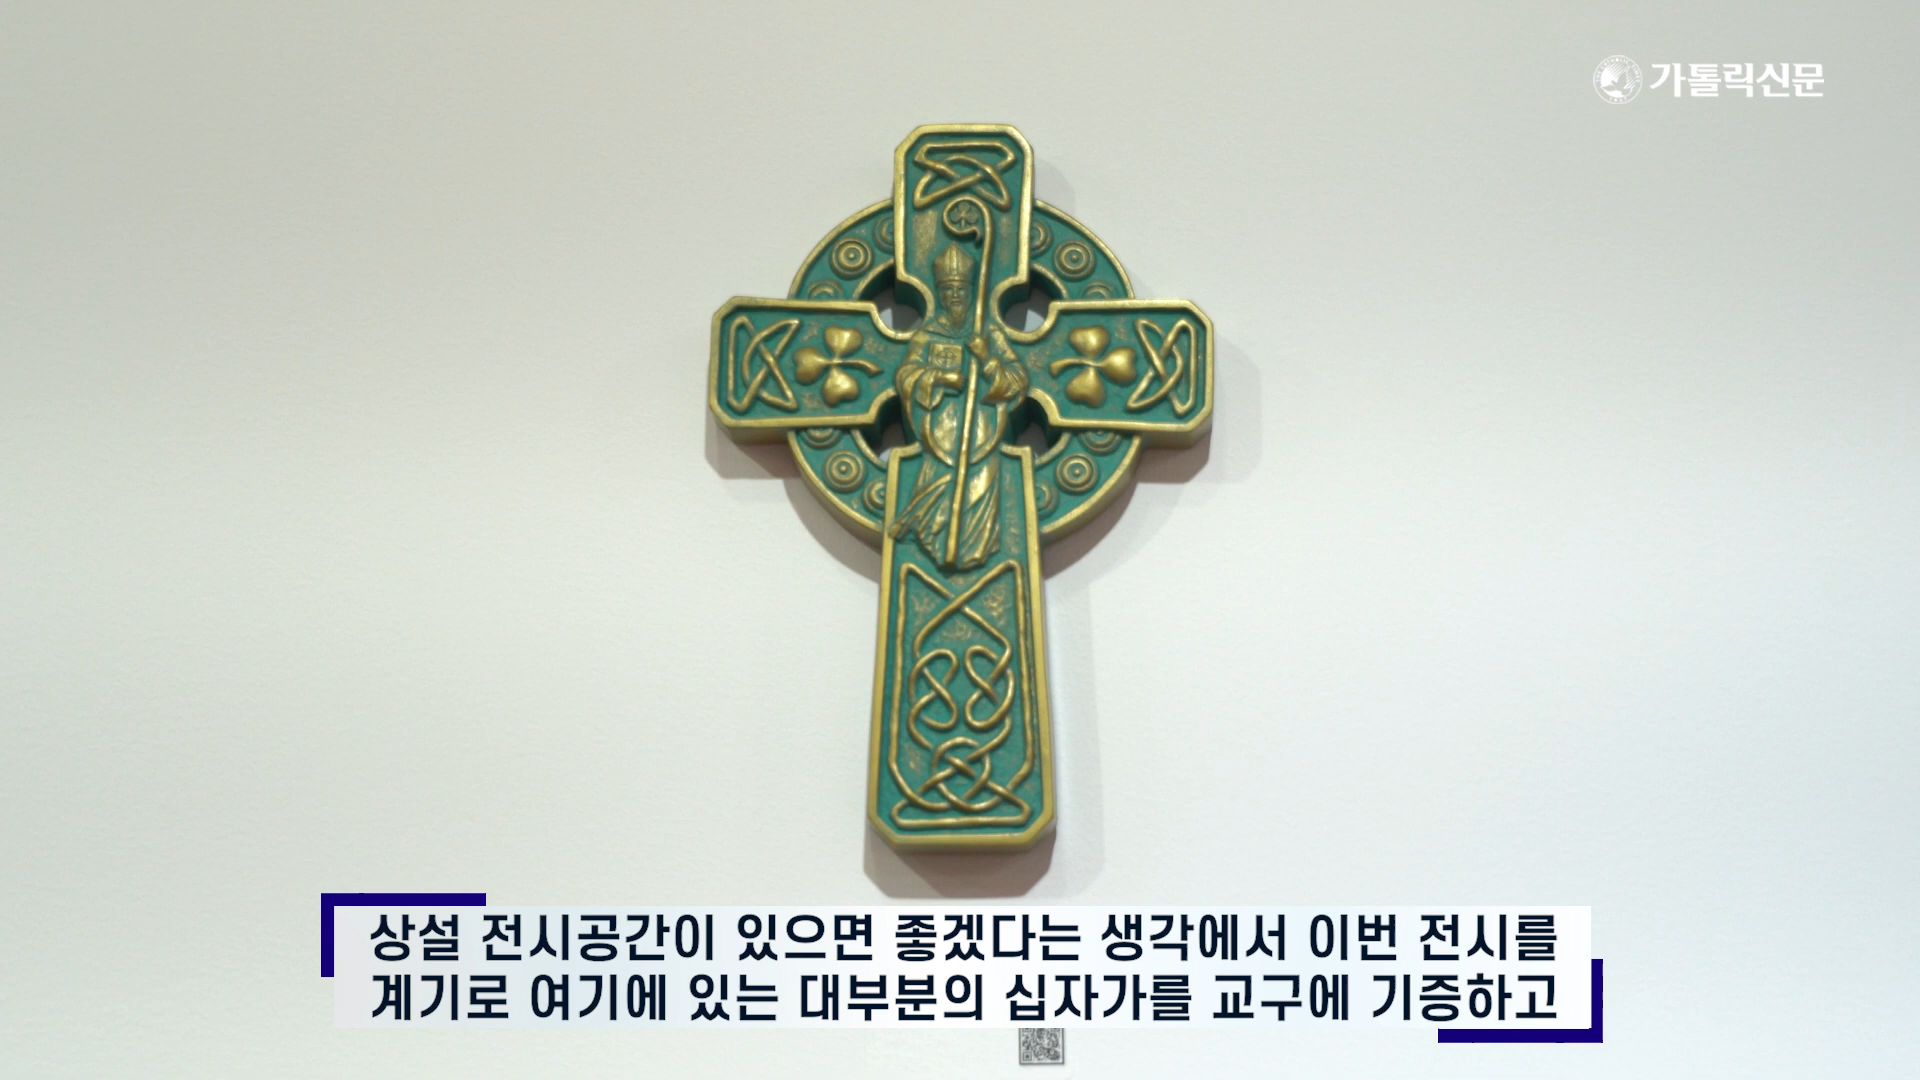 가톨릭신문
상설 전시공간이 있으면 좋겠다는 생각에서 이번 전시를
계기로 여기에 있는 대부분의 십자가를 교구에 기증하고